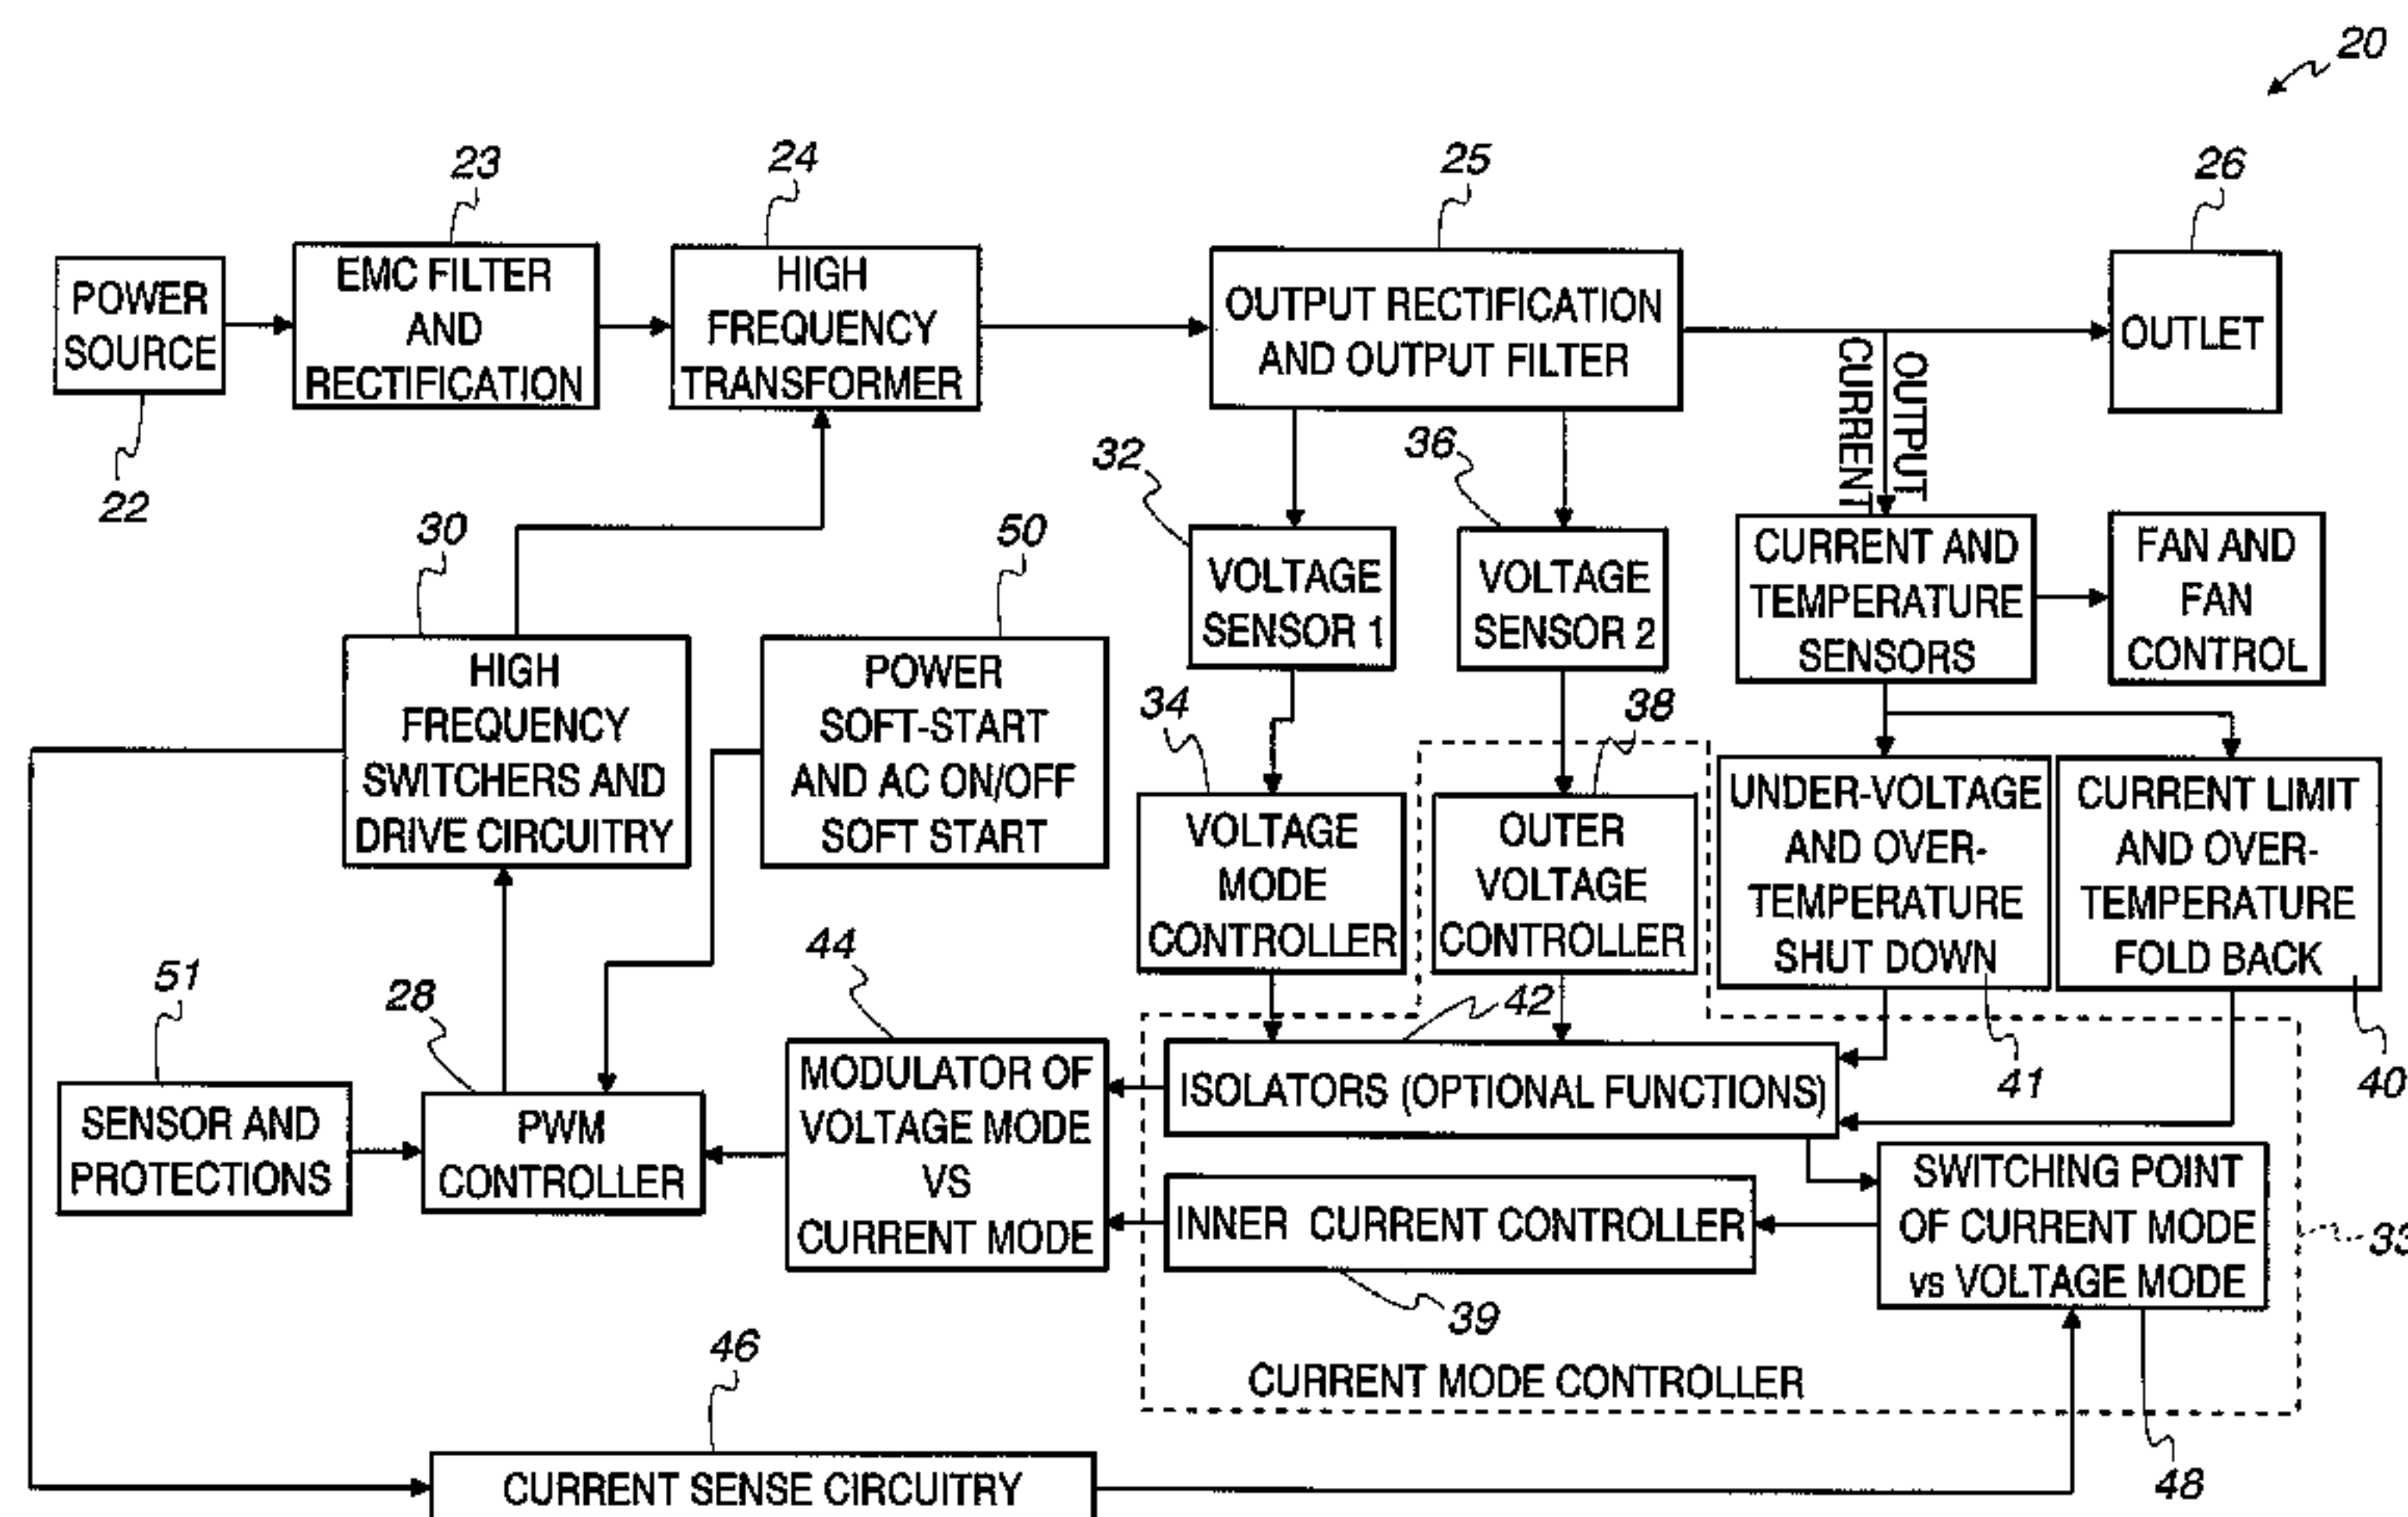 20
23
24
25
26
POWER
SOURCE
22
EMC FILTER
AND
RECTIFICATION
HIGH
FREQUENCY
TRANSFORMER
OUTPUT RECTIFICATION
AND OUTPUT FILTER
OUTLET
OUTPUT
CURRENT
32
36
30
50
VOLTAGE
SENSOR 1
VOLTAGE
SENSOR 2
CURRENT AND
TEMPERATURE
SENSORS
FAN AND
FAN
CONTROL
HIGH
FREQUENCY
SWITCHERS AND
DRIVE CIRCUITRY
POWER
SOFT-START
AND AC ON/OFF
SOFT START
34
38
VOLTAGE
MODE
CONTROLLER
OUTER
VOLTAGE
CONTROLLER
UNDER-VOLTAGE
AND OVER-
TEMPERATURE
SHUT DOWN
CURRENT LIMIT
AND OVER-
TEMPERATURE
FOLD BACK
51
28
44
42
41
40
SENSOR AND
PROTECTIONS
PWM
CONTROLLER
MODULATOR OF
VOLTAGE MODE
VS
CURRENT MODE
ISOLATORS (OPTIONAL FUNCTIONS)
INNER CURRENT CONTROLLER
SWITCHING POINT
OF CURRENT MODE
vs VOLTAGE MODE
33
39
46
CURRENT MODE CONTROLLER
48
CURRENT SENSE CIRCUITRY